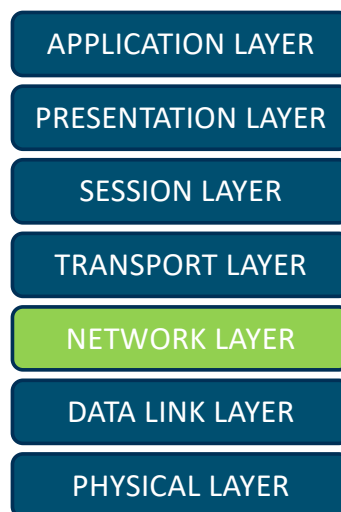 APPLICATION LAYER
PRESENTATION LAYER
SESSION LAYER
TRANSPORT LAYER
NETWORK LAYER
DATA LINK LAYER
PHYSICAL LAYER